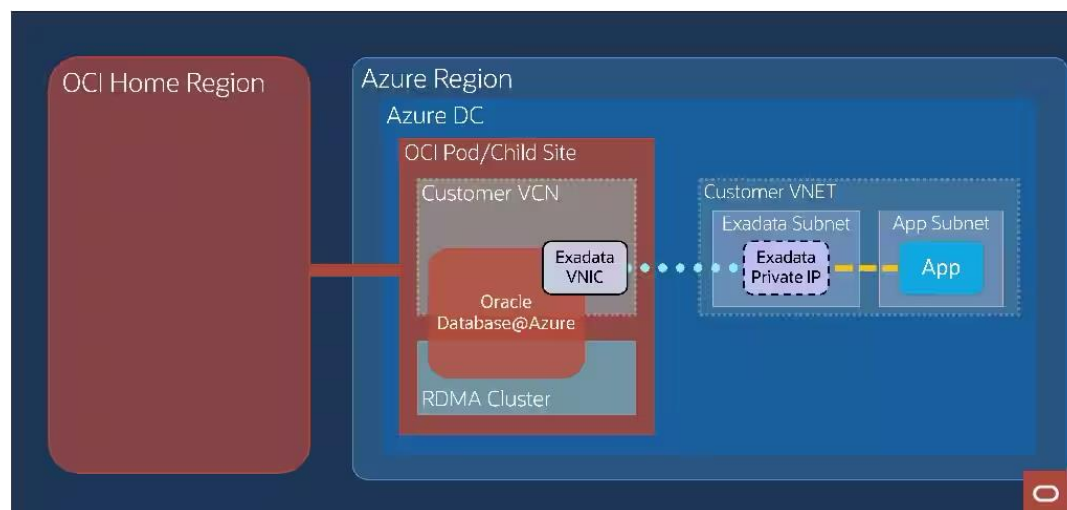 OCI Home Region
Azure Region
Azure DC
OCI Pod/Child Site
Customer VCN
Exadata
VNIC
Oracle
Database@Azure
RDMA Cluster
Customer VNET
Exadata Subnet
Exadata
Private IP
App Subnet
App